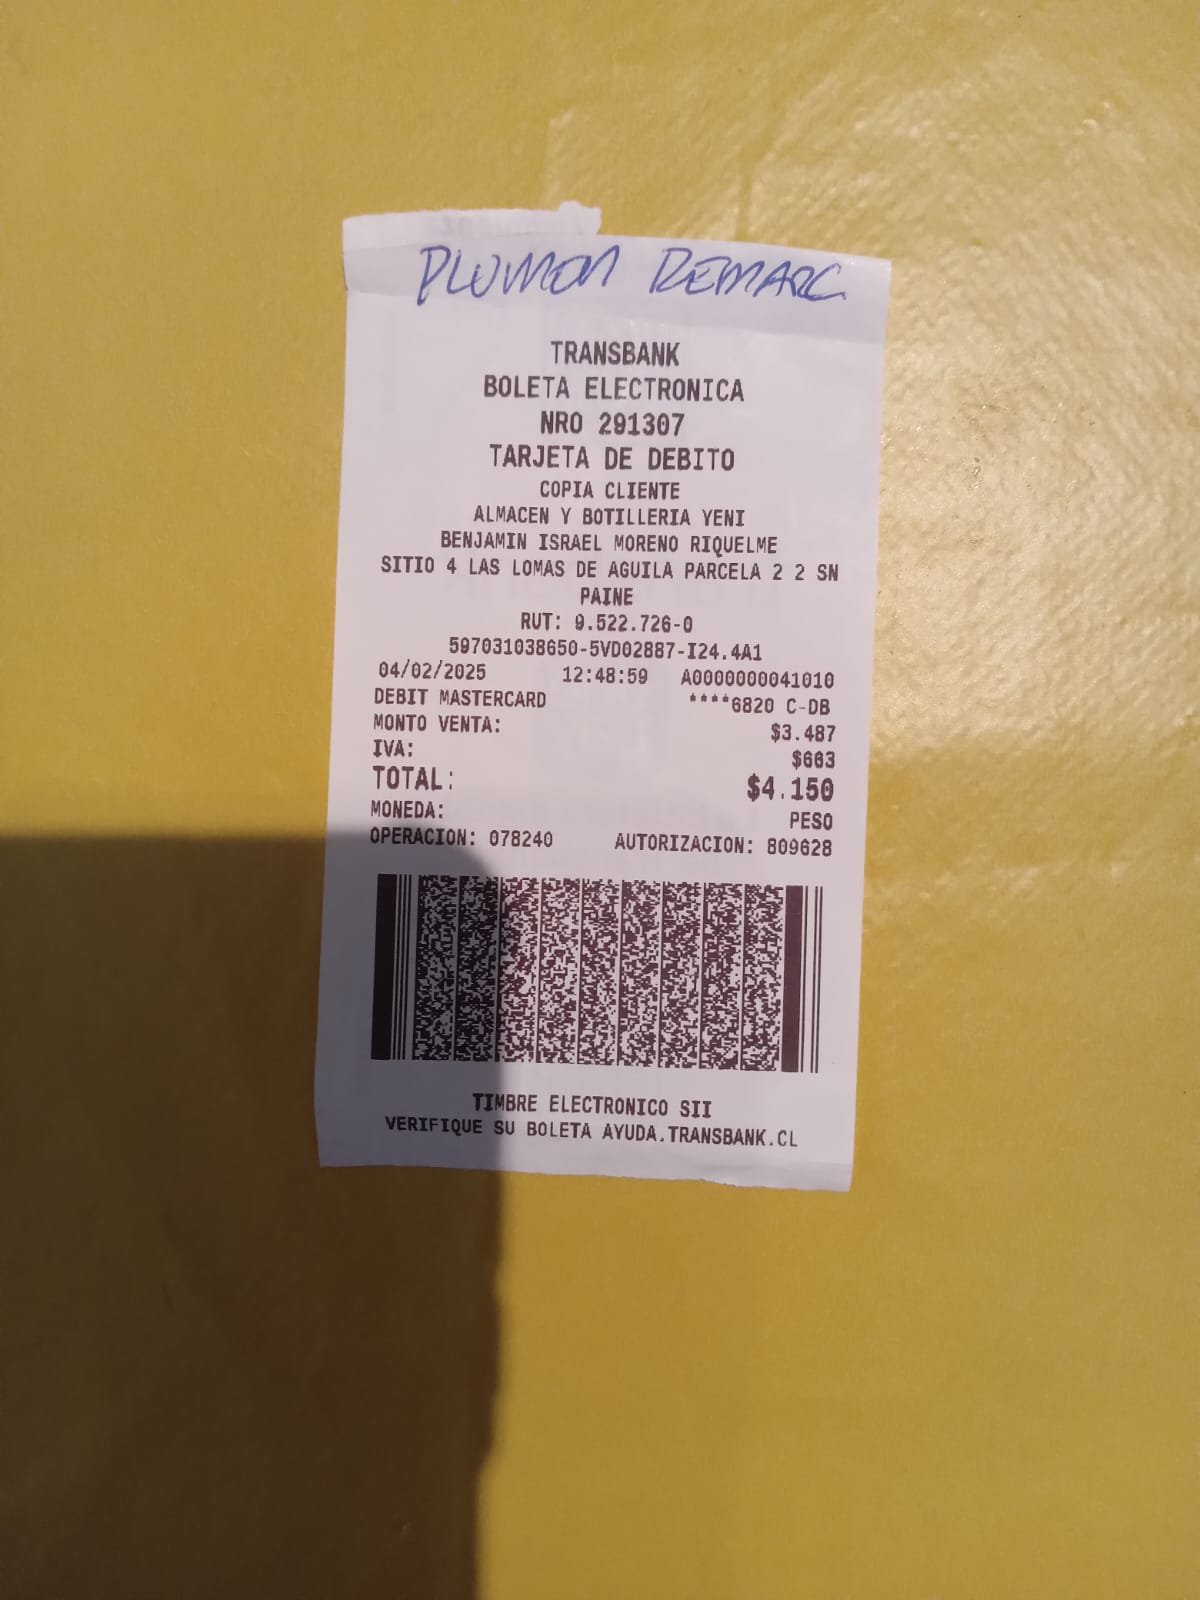 PLUMON DEMARC
TRANSBANK
BOLETA ELECTRONICA
NRO 291307
TARJETA DE DEBITO
COPIA CLIENTE
ALMACEN Y BOTILLERIA YENI
BENJAMIN ISRAEL MORENO RIQUELME
SITIO 4 LAS LOMAS DE AGUILA PARCELA 2 2 SN
PAINE
RUT: 9.522.726-0
597031038650-5VD02887-I24.4A1
04/02/2025 12:48:59 A0000000041010
DEBIT MASTERCARD ****6820 C-DB
MONTO VENTA: $3.487
IVA: $663
TOTAL: $4.150
MONEDA: PESO
OPERACION: 078240 AUTORIZACION: 809628
TIMBRE ELECTRONICO SII
VERIFIQUE SU BOLETA AYUDA.TRANSBANK.CL